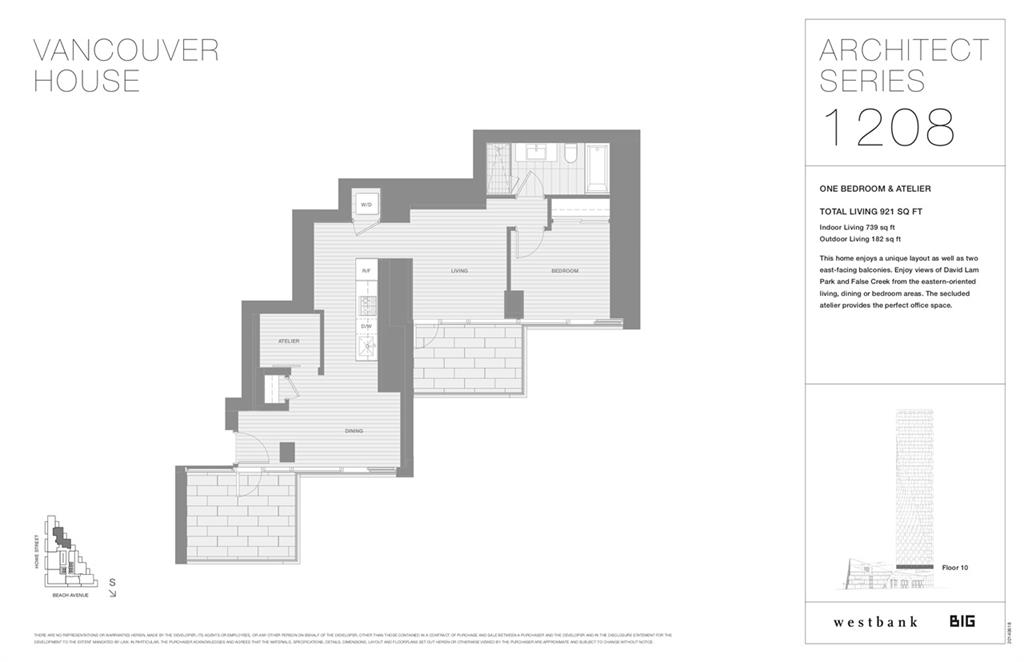 VANCOUVER
HOUSE
ARCHITECT
SERIES
1208
ONE BEDROOM & ATELIER
TOTAL LIVING 921 SQ FT
Indoor Living 739 sq ft
Outdoor Living 182 sq ft
This home enjoys a unique layout as well as two
east-facing balconies. Enjoy views of David Lam
Park and False Creek from the eastern-oriented
living, dining or bedroom areas. The secluded
atelier provides the perfect office space.
W/D
R/F
LIVING
BEDROOM
D/W
ATELIER
DINING
HOWE STREET
BEACH AVENUE
S
Floor 10
westbank
BIG
THERE ARE NO REPRESENTATIONS OR WARRANTIES HEREIN, MADE BY THE DEVELOPER, ITS AGENTS OR EMPLOYEES, OR ANY OTHER PERSON ON BEHALF OF THE DEVELOPER, OTHER THAN THOSE CONTAINED IN A CONTRACT OF PURCHASE AND SALE BETWEEN A PURCHASER AND THE DEVELOPER AND IN THE DISCLOSURE STATEMENT FOR THE
DEVELOPMENT TO THE EXTENT MANDATED BY LAW. IN PARTICULAR, THE PURCHASER ACKNOWLEDGES AND AGREES THAT THE MATERIALS, SPECIFICATIONS, DETAILS, DIMENSIONS, LAYOUT AND FLOORPLANS SET OUT HEREIN OR OTHERWISE VIEWED BY THE PURCHASER ARE APPROXIMATE AND SUBJECT TO CHANGE WITHOUT NOTICE.